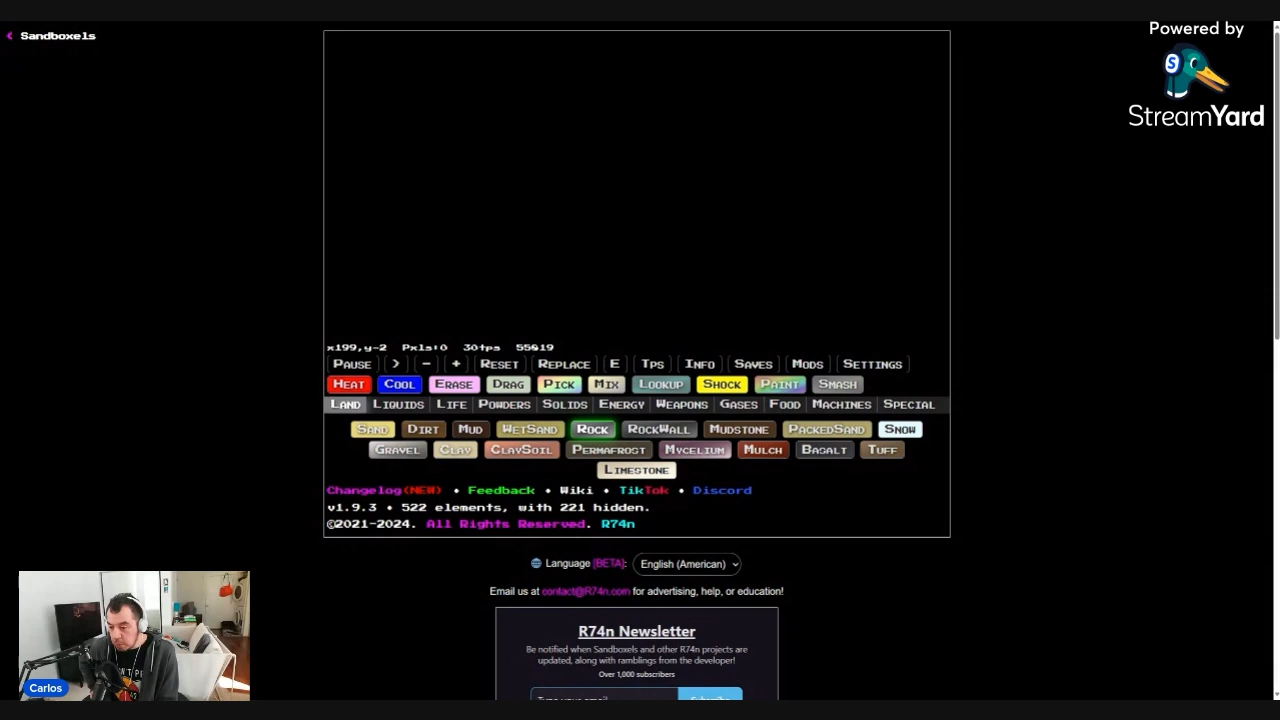 < Sandboxels
Powered by
S
StreamYard
x199,y-2 Pxls:0 30tps 55019
PAUSE > - + RESET REPLACE E TPS INFO SAVES MODS SETTINGS
HEAT COOL ERASE DRAG PICK MIX LOOKUP SHOCK PAINT SMASH
LAND LIQUIDS LIFE POWDERS SOLIDS ENERGY WEAPONS GASES FOOD MACHINES SPECIAL
SAND DIRT MUD WETSAND ROCK ROCKWALL MUDSTONE PACKEDSAND SNOW
GRAVEL CLAY CLAYSOIL PERMAFROST MYCELIUM MULCH BASALT TUFF
LIMESTONE
Changelog(NEW) • Feedback • Wiki • TikTok • Discord
v1.9.3 • 522 elements, with 221 hidden.
©2021-2024. All Rights Reserved. R74n
Language [BETA]: English (American)
Email us at contact@R74n.com for advertising, help, or education!
R74n Newsletter
Be notified when Sandboxels and other R74n projects are
updated, along with ramblings from the developer!
Over 1,000 subscribers
Type your email
Subscribe
Carlos